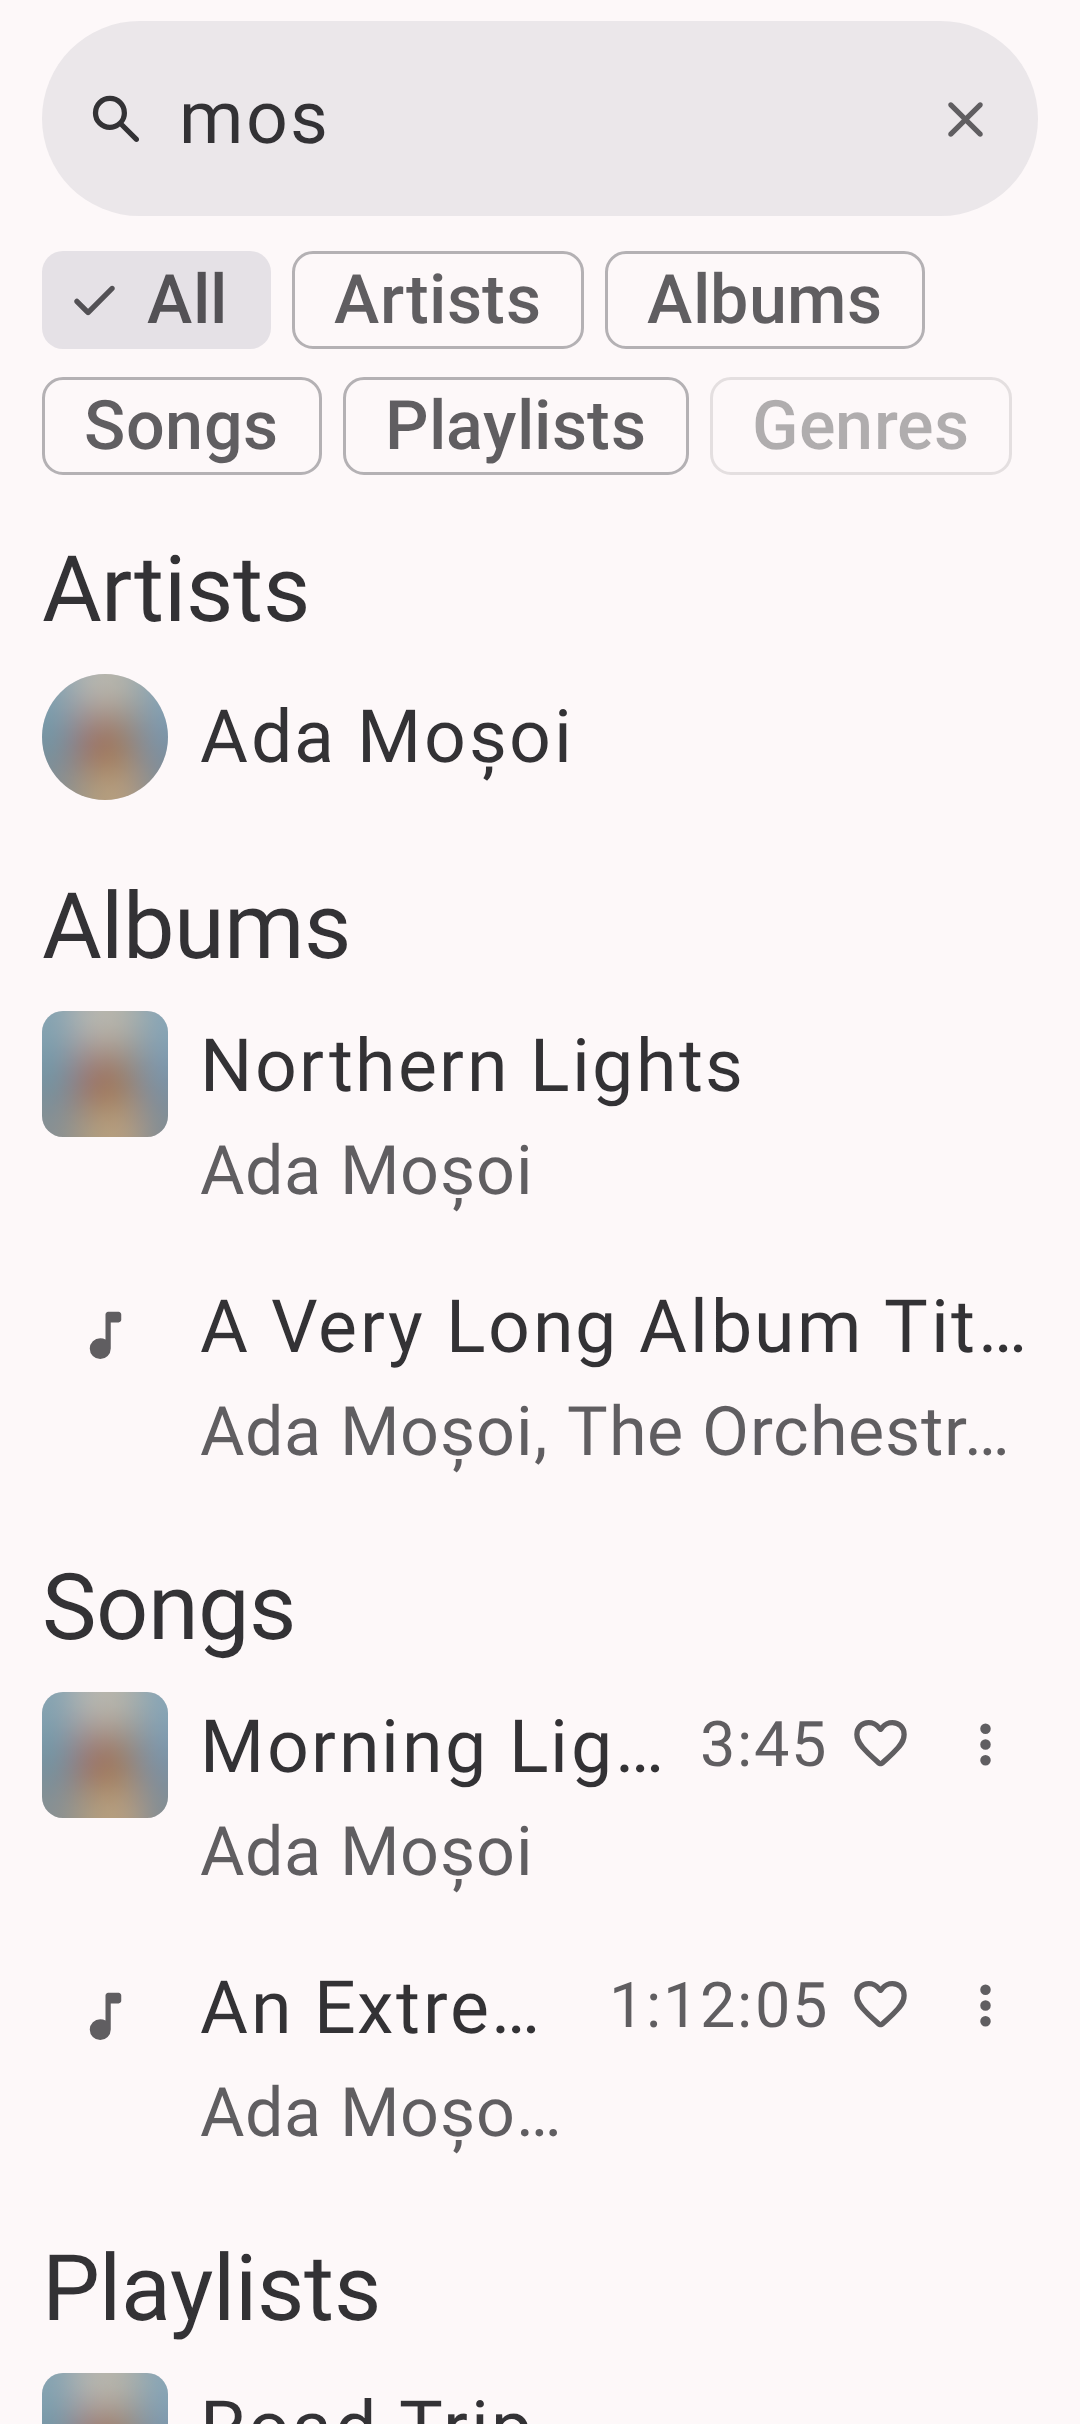 mos
All Artists Albums
Songs Playlists Genres
Artists
Ada Moșoi
Albums
Northern Lights
Ada Moșoi
A Very Long Album Tit…
Ada Moșoi, The Orchestr…
Songs
Morning Lig… 3:45
Ada Moșoi
An Extre… 1:12:05
Ada Moșo…
Playlists
Road Trip